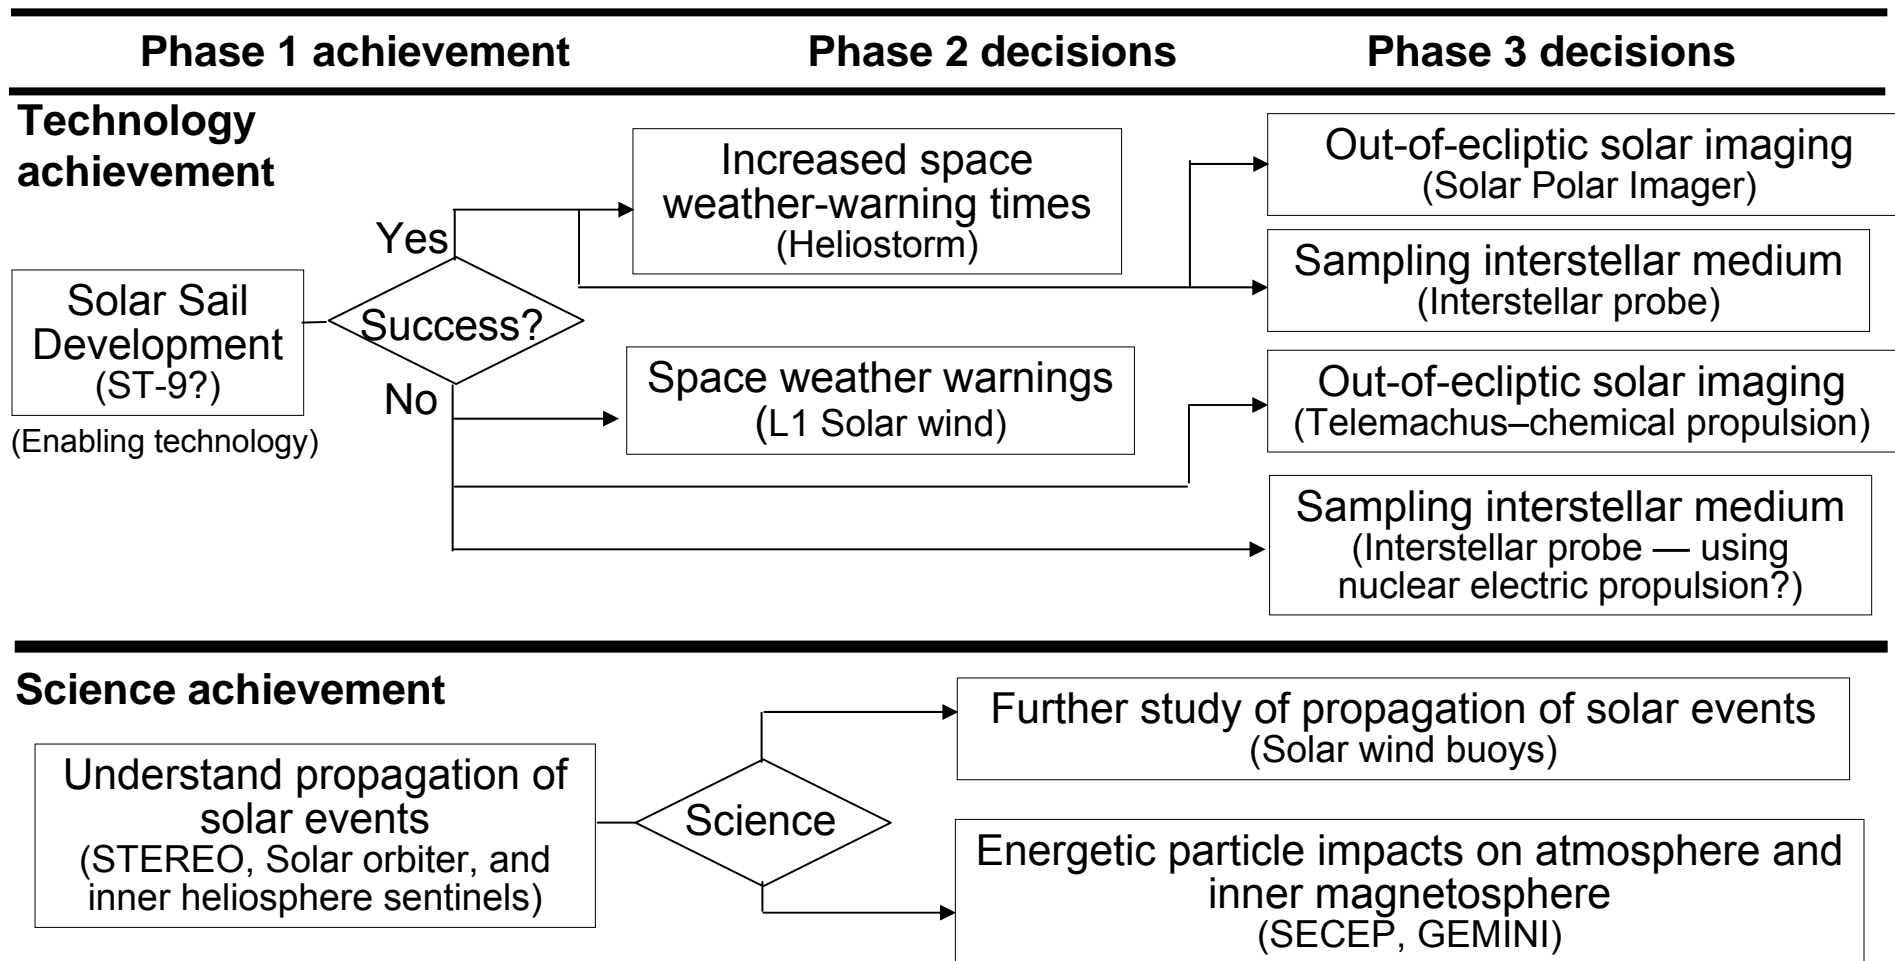 Phase 1 achievement Phase 2 decisions Phase 3 decisions
Technology
achievement
Solar Sail
Development
(ST-9?)
(Enabling technology)
Success?
Yes
No
Increased space
weather-warning times
(Heliostorm)
Space weather warnings
(L1 Solar wind)
Out-of-ecliptic solar imaging
(Solar Polar Imager)
Sampling interstellar medium
(Interstellar probe)
Out-of-ecliptic solar imaging
(Telemachus–chemical propulsion)
Sampling interstellar medium
(Interstellar probe — using
nuclear electric propulsion?)
Science achievement
Understand propagation of
solar events
(STEREO, Solar orbiter, and
inner heliosphere sentinels)
Science
Further study of propagation of solar events
(Solar wind buoys)
Energetic particle impacts on atmosphere and
inner magnetosphere
(SECEP, GEMINI)